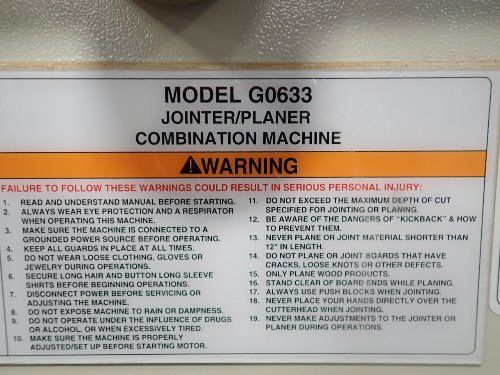 MODEL G0633
JOINTER/PLANER
COMBINATION MACHINE
WARNING
FAILURE TO FOLLOW THESE WARNINGS COULD RESULT IN SERIOUS PERSONAL INJURY:
1. READ AND UNDERSTAND MANUAL BEFORE STARTING.
2. ALWAYS WEAR EYE PROTECTION AND A RESPIRATOR
WHEN OPERATING THIS MACHINE.
3. MAKE SURE THE MACHINE IS CONNECTED TO A
GROUNDED POWER SOURCE BEFORE OPERATING.
4. KEEP ALL GUARDS IN PLACE AT ALL TIMES.
5. DO NOT WEAR LOOSE CLOTHING, GLOVES OR
JEWELRY DURING OPERATIONS.
6. SECURE LONG HAIR AND BUTTON LONG SLEEVE
SHIRTS BEFORE BEGINNING OPERATIONS.
7. DISCONNECT POWER BEFORE SERVICING OR
ADJUSTING THE MACHINE.
8. DO NOT EXPOSE MACHINE TO RAIN OR DAMPNESS.
9. DO NOT OPERATE UNDER THE INFLUENCE OF DRUGS
OR ALCOHOL, OR WHEN EXCESSIVELY TIRED.
10. MAKE SURE THE MACHINE IS PROPERLY
ADJUSTED/SET UP BEFORE STARTING MOTOR.
11. DO NOT EXCEED THE MAXIMUM DEPTH OF CUT
SPECIFIED FOR JOINTING OR PLANING.
12. BE AWARE OF THE DANGERS OF "KICKBACK" & HOW
TO PREVENT THEM.
13. NEVER PLANE OR JOINT MATERIAL SHORTER THAN
12" IN LENGTH.
14. DO NOT PLANE OR JOINT BOARDS THAT HAVE
CRACKS, LOOSE KNOTS OR OTHER DEFECTS.
15. ONLY PLANE WOOD PRODUCTS.
16. STAND CLEAR OF BOARD ENDS WHILE PLANING.
17. ALWAYS USE PUSH BLOCKS WHEN JOINTING.
18. NEVER PLACE YOUR HANDS DIRECTLY OVER THE
CUTTERHEAD WHEN JOINTING.
19. NEVER MAKE ADJUSTMENTS TO THE JOINTER OR
PLANER DURING OPERATIONS.